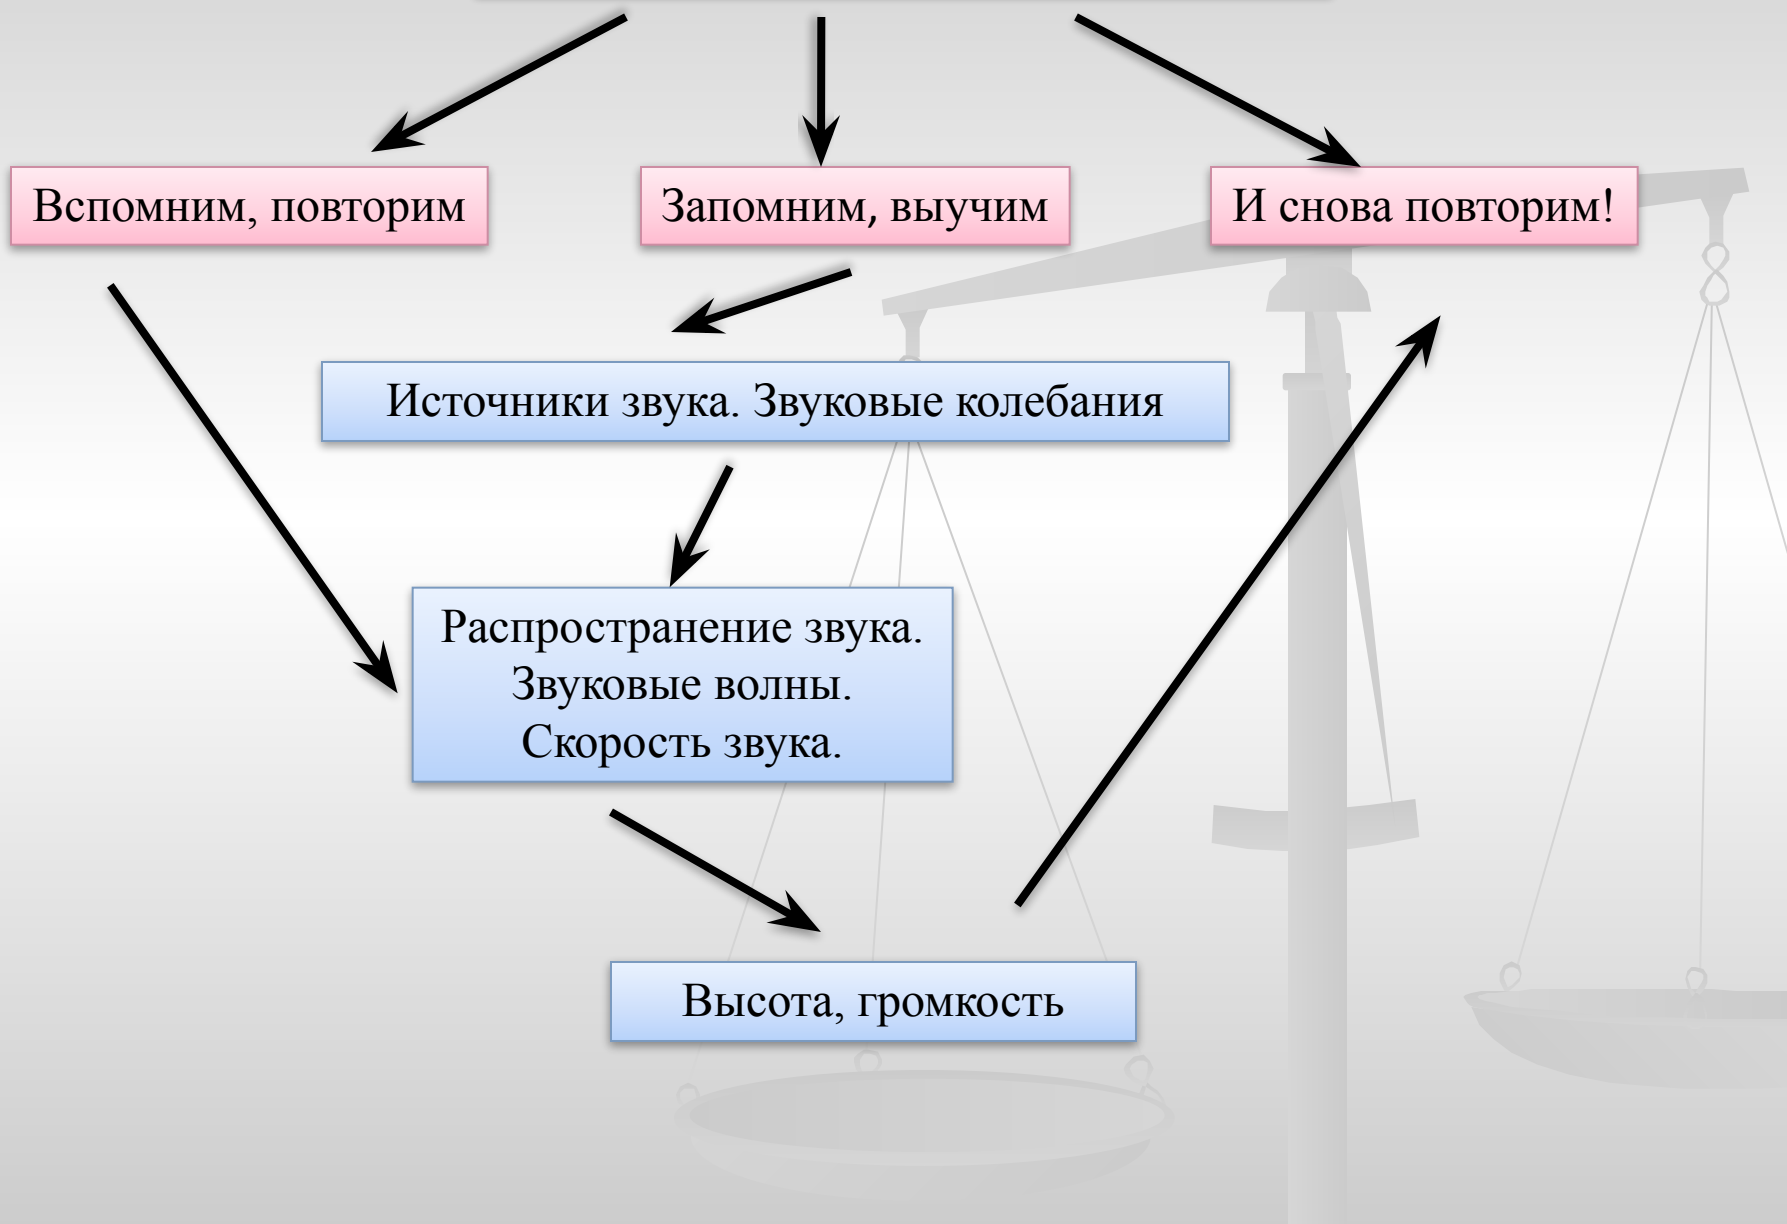 Вспомним, повторим
Запомним, выучим
И снова повторим!
Источники звука. Звуковые колебания
Распространение звука.
Звуковые волны.
Скорость звука.
Высота, громкость